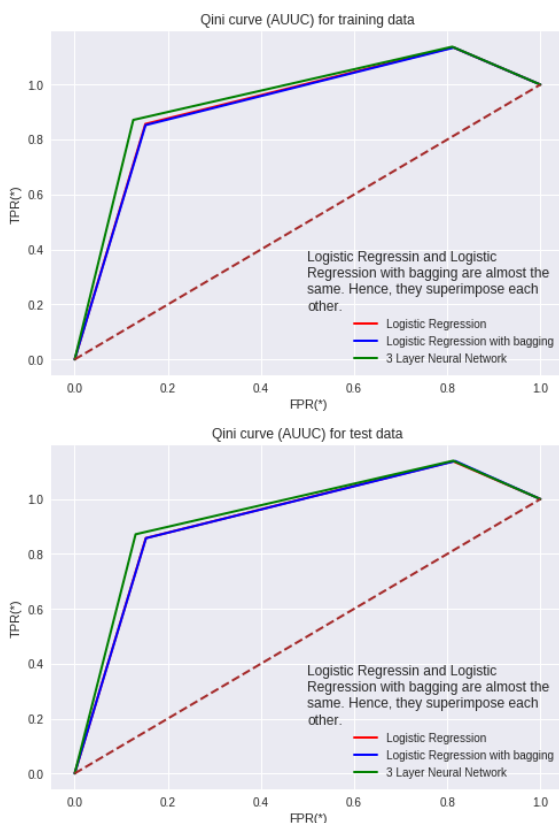 Qini curve (AUUC) for training data
1.0
0.8
0.6
0.4
0.2
0.0
TPR(*)
Logistic Regressin and Logistic
Regression with bagging are almost the
same. Hence, they superimpose each
other.
Logistic Regression
Logistic Regression with bagging
3 Layer Neural Network
0.0 0.2 0.4 0.6 0.8 1.0
FPR(*)
Qini curve (AUUC) for test data
1.0
0.8
0.6
0.4
0.2
0.0
TPR(*)
Logistic Regressin and Logistic
Regression with bagging are almost the
same. Hence, they superimpose each
other.
Logistic Regression
Logistic Regression with bagging
3 Layer Neural Network
0.0 0.2 0.4 0.6 0.8 1.0
FPR(*)